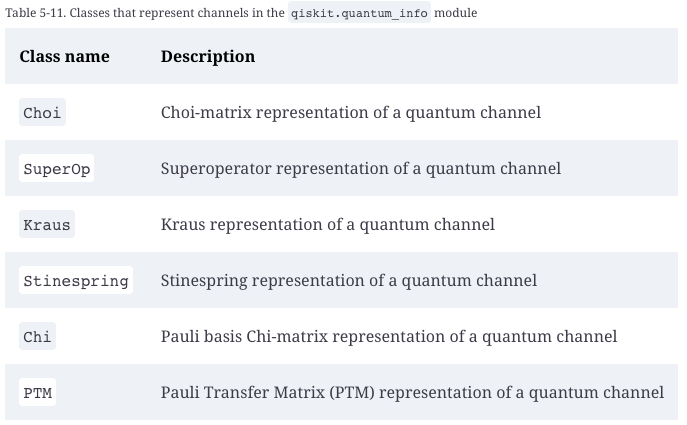 Table 5-11. Classes that represent channels in the qiskit.quantum_info module
Class name Description
Choi Choi-matrix representation of a quantum channel
SuperOp Superoperator representation of a quantum channel
Kraus Kraus representation of a quantum channel
Stinespring Stinespring representation of a quantum channel
Chi Pauli basis Chi-matrix representation of a quantum channel
PTM Pauli Transfer Matrix (PTM) representation of a quantum channel